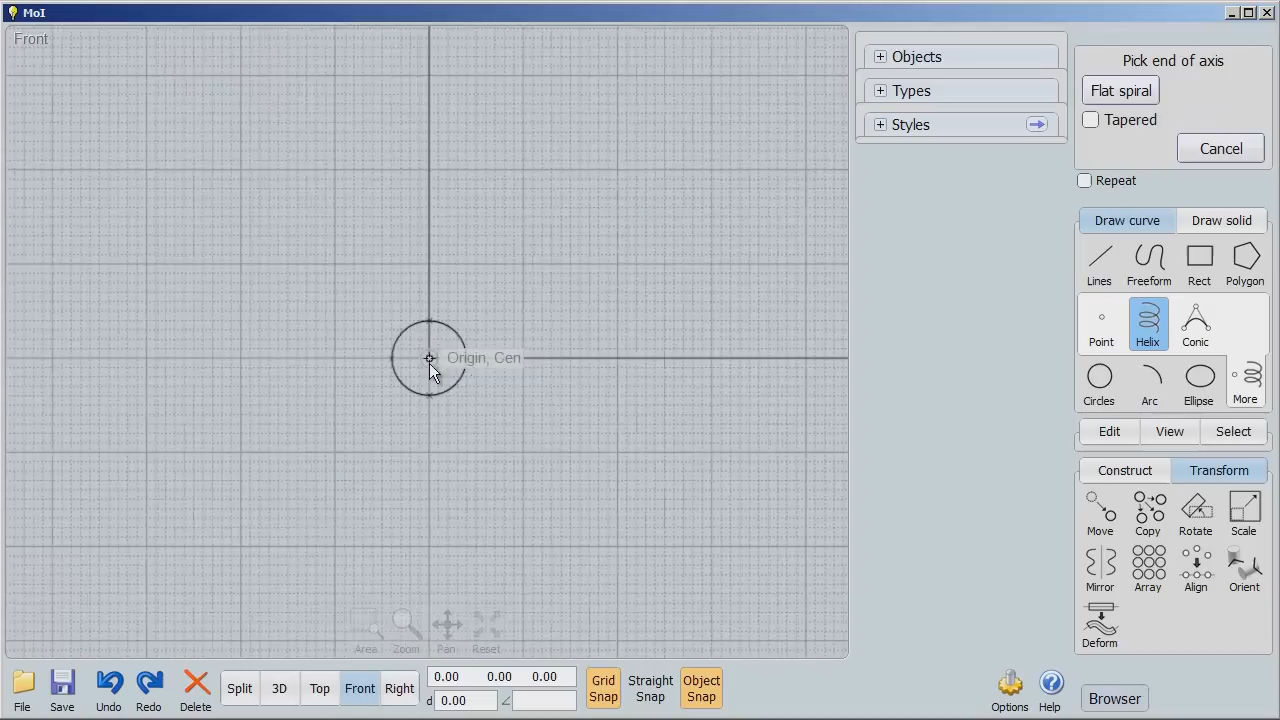 MoI
Front
Origin, Cen
Area
Zoom
Pan
Reset
Objects
Types
Styles
Pick end of axis
Flat spiral
Tapered
Cancel
Repeat
Draw curve
Draw solid
Lines
Freeform
Rect
Polygon
Point
Helix
Conic
Circles
Arc
Ellipse
More
Edit
View
Select
Construct
Transform
Move
Copy
Rotate
Scale
Mirror
Array
Align
Orient
Deform
File
Save
Undo
Redo
Delete
Split
3D
Top
Front
Right
0.00 0.00 0.00
d 0.00
Grid
Snap
Straight
Snap
Object
Snap
Options
Help
Browser